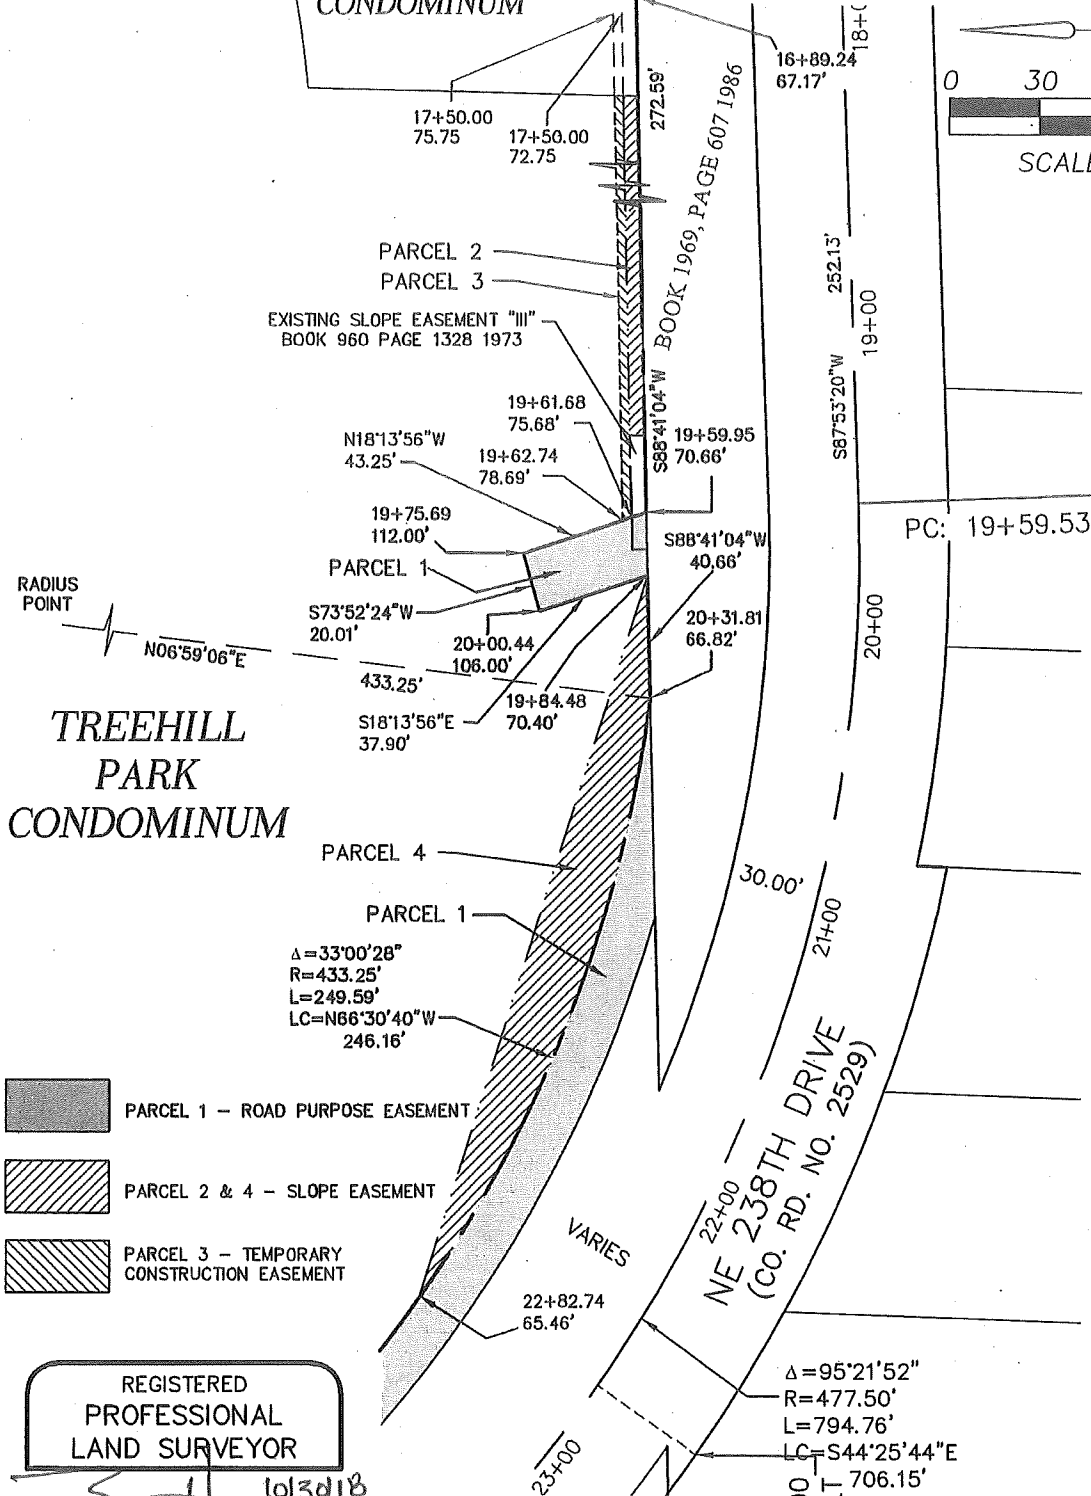 CONDOMINUM
17+50.00
75.75
17+50.00
72.75
272.59'
16+89.24
67.17'
18+0
0 30
SCALE
BOOK 1969, PAGE 607 1986
PARCEL 2
PARCEL 3
EXISTING SLOPE EASEMENT "III"
BOOK 960 PAGE 1328 1973
252.13'
19+00
S87°53'20"W
S88°41'04"W
19+61.68
75.68'
N18°13'56"W
43.25'
19+62.74
78.69'
19+59.95
70.66'
19+75.69
112.00'
PARCEL 1
S88°41'04"W
40.66'
PC: 19+59.53
RADIUS
POINT
N06°59'06"E
433.25'
S73°52'24"W
20.01'
20+00.44
106.00'
20+31.81
66.82'
20+00
19+84.48
70.40'
S18°13'56"E
37.90'
TREEHILL
PARK
CONDOMINUM
PARCEL 4
30.00'
PARCEL 1
21+00
Δ=33°00'28"
R=433.25'
L=249.59'
LC=N66°30'40"W
246.16'
PARCEL 1 - ROAD PURPOSE EASEMENT
PARCEL 2 & 4 - SLOPE EASEMENT
PARCEL 3 - TEMPORARY
CONSTRUCTION EASEMENT
NE 238TH DRIVE
(CO. RD. NO. 2529)
22+00
VARIES
22+82.74
65.46'
23+00
Δ=95°21'52"
R=477.50'
L=794.76'
LC=S44°25'44"E
706.15'
REGISTERED
PROFESSIONAL
LAND SURVEYOR
10/30/18